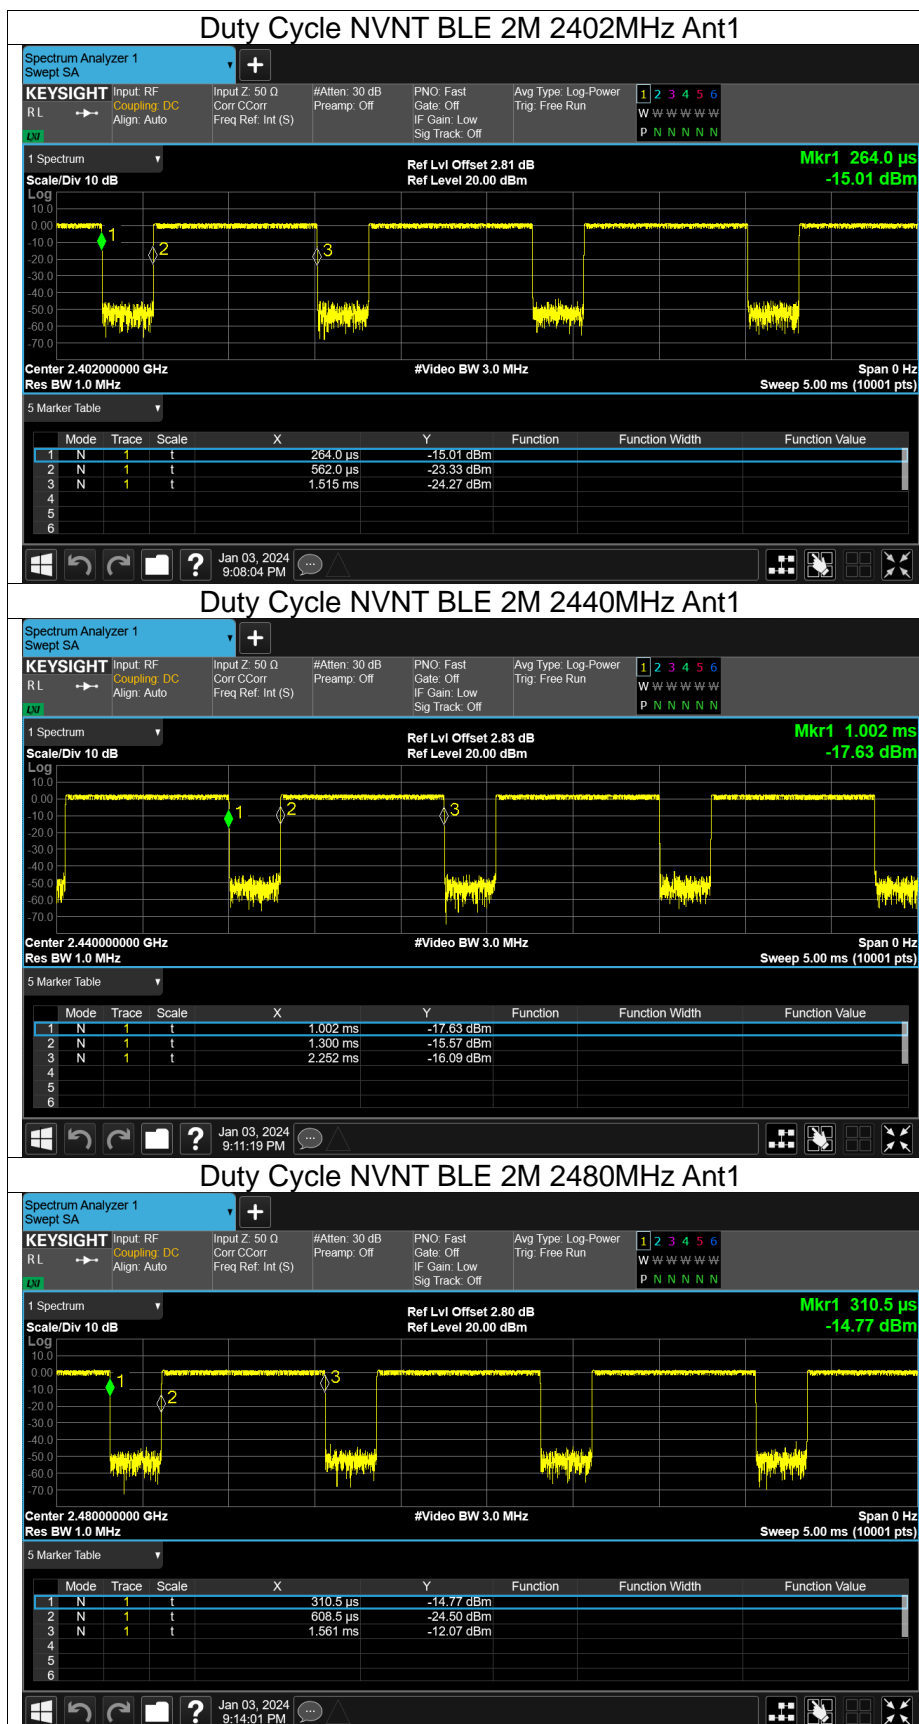 Duty Cycle NVNT BLE 2M 2402MHz Ant1
Spectrum Analyzer 1
Swept SA
+
KEYSIGHT Input: RF Input Z: 50 Ω #Atten: 30 dB PNO: Fast Avg Type: Log-Power 1 2 3 4 5 6
R L Coupling: DC Corr CCorr Preamp: Off Gate: Off Trig: Free Run W W W W W W
Align: Auto Freq Ref: Int (S) IF Gain: Low
LXI Sig Track: Off P N N N N N
1 Spectrum Ref Lvl Offset 2.81 dB Mkr1 264.0 µs
Scale/Div 10 dB Ref Level 20.00 dBm -15.01 dBm
Log
10.0
0.00
-10.0
-20.0
-30.0
-40.0
-50.0
-60.0
-70.0
1
2
3
Center 2.402000000 GHz #Video BW 3.0 MHz Span 0 Hz
Res BW 1.0 MHz Sweep 5.00 ms (10001 pts)
5 Marker Table
Mode Trace Scale X Y Function Function Width Function Value
1 N 1 t 264.0 µs -15.01 dBm
2 N 1 t 562.0 µs -23.33 dBm
3 N 1 t 1.515 ms -24.27 dBm
4
5
6
? Jan 03, 2024
9:08:04 PM
Duty Cycle NVNT BLE 2M 2440MHz Ant1
Spectrum Analyzer 1
Swept SA
+
KEYSIGHT Input: RF Input Z: 50 Ω #Atten: 30 dB PNO: Fast Avg Type: Log-Power 1 2 3 4 5 6
R L Coupling: DC Corr CCorr Preamp: Off Gate: Off Trig: Free Run W W W W W W
Align: Auto Freq Ref: Int (S) IF Gain: Low
LXI Sig Track: Off P N N N N N
1 Spectrum Ref Lvl Offset 2.83 dB Mkr1 1.002 ms
Scale/Div 10 dB Ref Level 20.00 dBm -17.63 dBm
Log
10.0
0.00
-10.0
-20.0
-30.0
-40.0
-50.0
-60.0
-70.0
1
2
3
Center 2.440000000 GHz #Video BW 3.0 MHz Span 0 Hz
Res BW 1.0 MHz Sweep 5.00 ms (10001 pts)
5 Marker Table
Mode Trace Scale X Y Function Function Width Function Value
1 N 1 t 1.002 ms -17.63 dBm
2 N 1 t 1.300 ms -15.57 dBm
3 N 1 t 2.252 ms -16.09 dBm
4
5
6
? Jan 03, 2024
9:11:19 PM
Duty Cycle NVNT BLE 2M 2480MHz Ant1
Spectrum Analyzer 1
Swept SA
+
KEYSIGHT Input: RF Input Z: 50 Ω #Atten: 30 dB PNO: Fast Avg Type: Log-Power 1 2 3 4 5 6
R L Coupling: DC Corr CCorr Preamp: Off Gate: Off Trig: Free Run W W W W W W
Align: Auto Freq Ref: Int (S) IF Gain: Low
LXI Sig Track: Off P N N N N N
1 Spectrum Ref Lvl Offset 2.80 dB Mkr1 310.5 µs
Scale/Div 10 dB Ref Level 20.00 dBm -14.77 dBm
Log
10.0
0.00
-10.0
-20.0
-30.0
-40.0
-50.0
-60.0
-70.0
1
2
3
Center 2.480000000 GHz #Video BW 3.0 MHz Span 0 Hz
Res BW 1.0 MHz Sweep 5.00 ms (10001 pts)
5 Marker Table
Mode Trace Scale X Y Function Function Width Function Value
1 N 1 t 310.5 µs -14.77 dBm
2 N 1 t 608.5 µs -24.50 dBm
3 N 1 t 1.561 ms -12.07 dBm
4
5
6
? Jan 03, 2024
9:14:01 PM